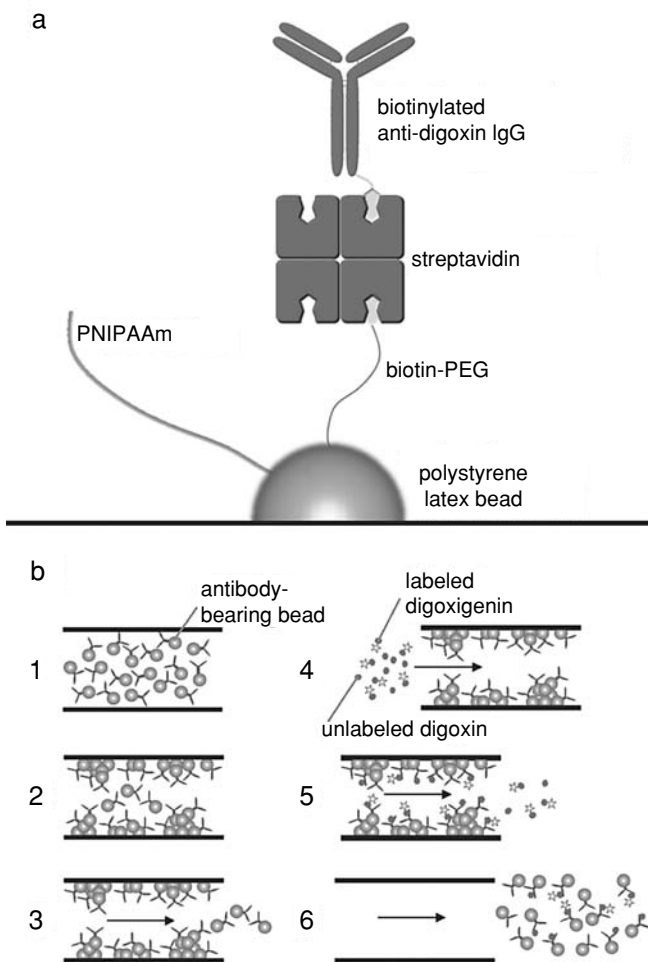 a
biotinylated
anti-digoxin IgG
streptavidin
PNIPAAm
biotin-PEG
polystyrene
latex bead
b
antibody-
bearing bead
labeled
digoxigenin
1
4
unlabeled digoxin
2
5
3
6